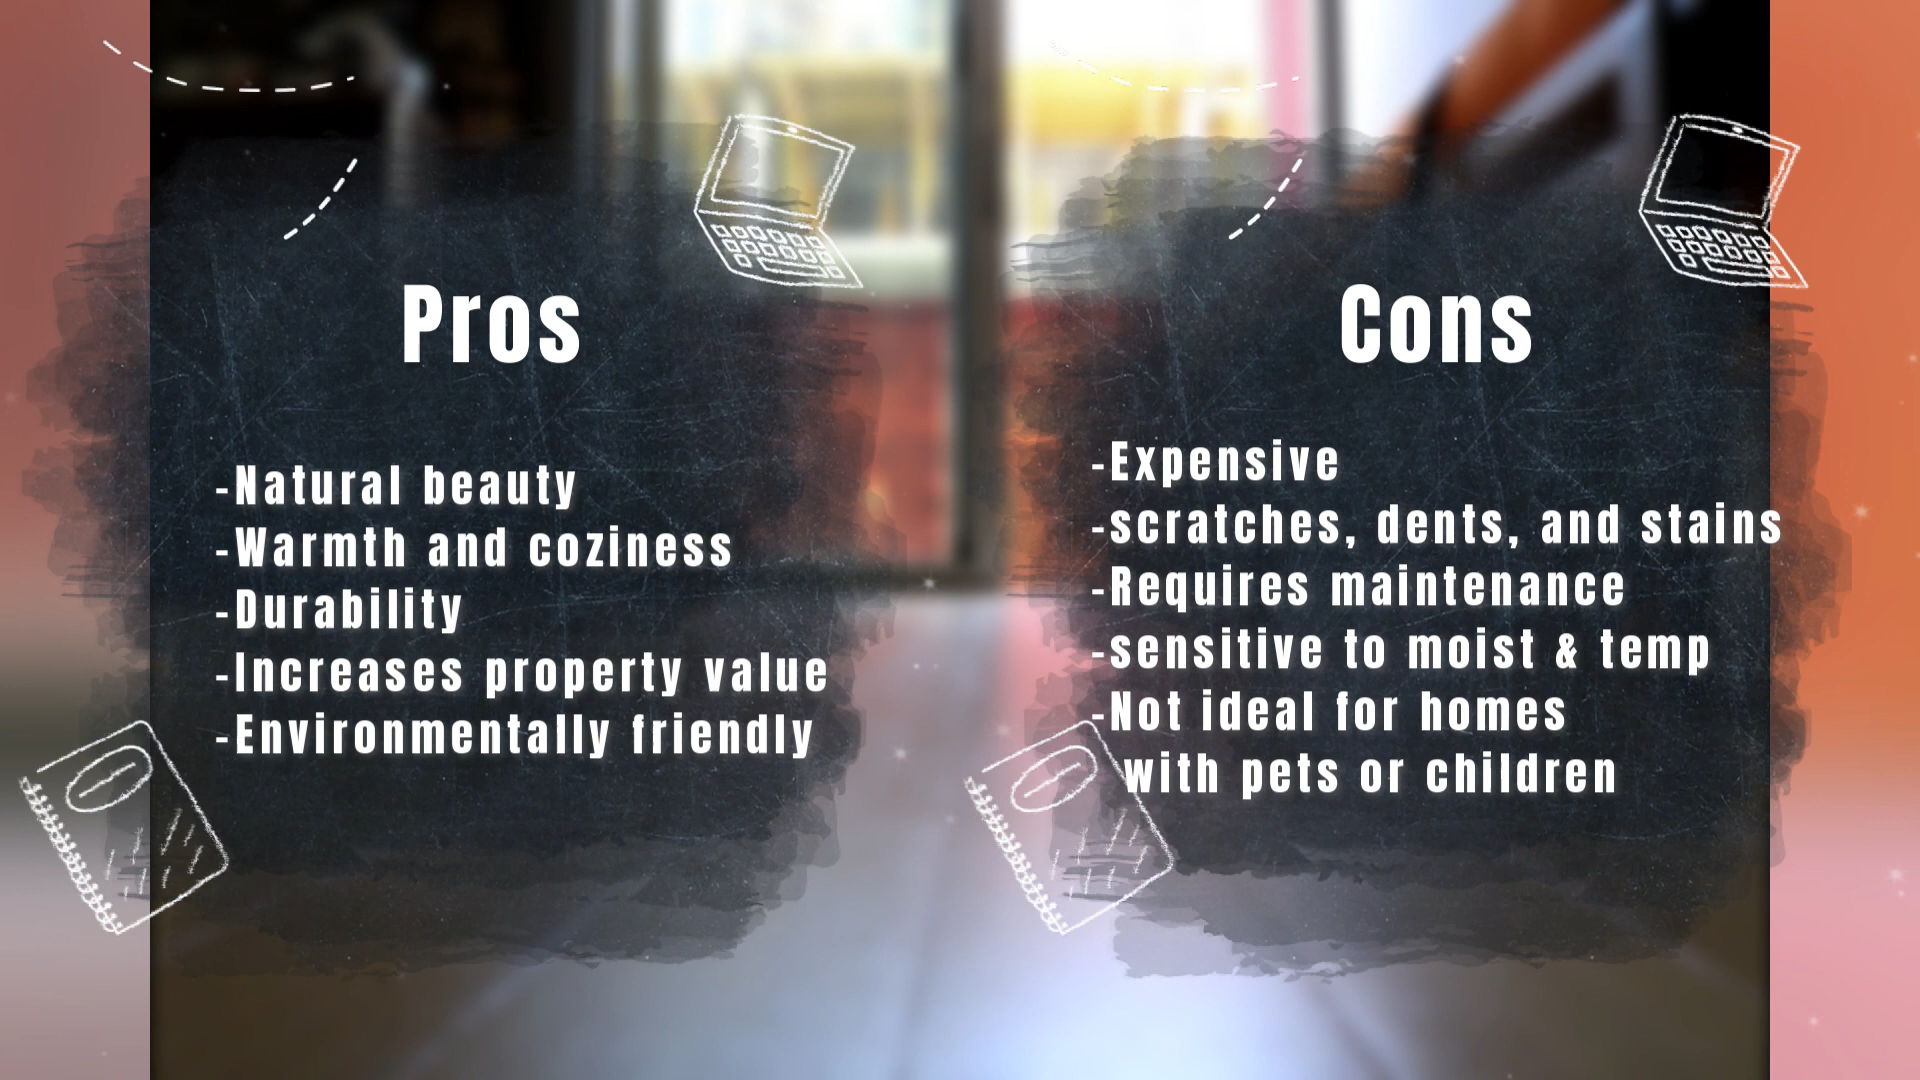 Pros
-Natural beauty
-Warmth and coziness
-Durability
-Increases property value
-Environmentally friendly
Cons
-Expensive
-scratches, dents, and stains
-Requires maintenance
-sensitive to moist & temp
-Not ideal for homes
with pets or children